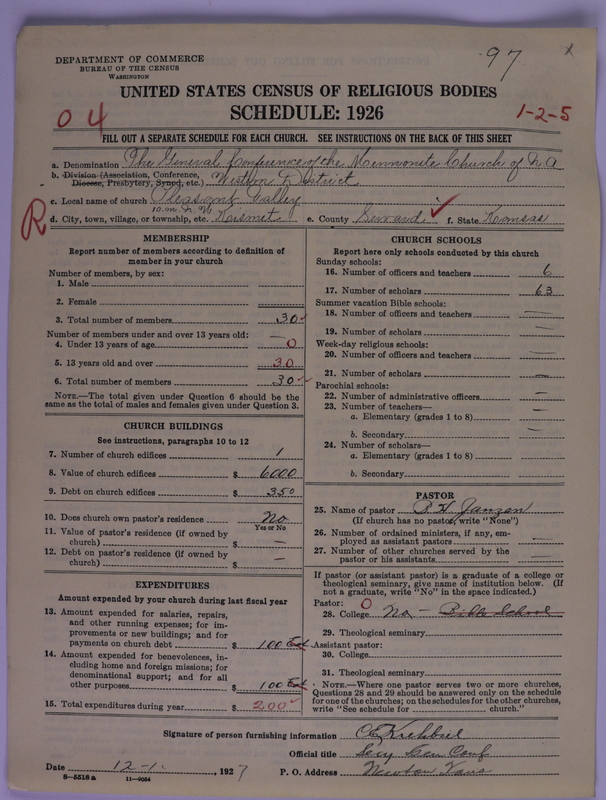 97
DEPARTMENT OF COMMERCE
BUREAU OF THE CENSUS
WASHINGTON
UNITED STATES CENSUS OF RELIGIOUS BODIES
04 SCHEDULE: 1926 1-2-5
FILL OUT A SEPARATE SCHEDULE FOR EACH CHURCH. SEE INSTRUCTIONS ON THE BACK OF THIS SHEET
a. Denomination The General Conference of the Mennonite Church of N A
b. Division (Association, Conference, Diocese, Presbytery, Synod, etc.) Western District
c. Local name of church Pleasant Valley
10 m. N. W.
R d. City, town, village, or township, etc. Kismet e. County Seward ✓ f. State Kansas
MEMBERSHIP
Report number of members according to definition of
member in your church
Number of members, by sex:
1. Male
2. Female
3. Total number of members 30
Number of members under and over 13 years old: —
4. Under 13 years of age 0
5. 13 years old and over 30
6. Total number of members 30
NOTE.—The total given under Question 6 should be the
same as the total of males and females given under Question 3.
CHURCH BUILDINGS
See instructions, paragraphs 10 to 12
7. Number of church edifices 1
8. Value of church edifices $ 6000
9. Debt on church edifices $ 350
10. Does church own pastor's residence No
Yes or No
11. Value of pastor's residence (if owned by
church) $ —
12. Debt on pastor's residence (if owned by
church) $ —
EXPENDITURES
Amount expended by church during last fiscal year
13. Amount expended for salaries, repairs,
and other running expenses; for im-
provements or new buildings; and for
payments on church debt $ 100 Est
14. Amount expended for benevolences, in-
cluding home and foreign missions; for
denominational support; and for all
other purposes $ 100 Est
15. Total expenditures during year $ 200
CHURCH SCHOOLS
Report here only schools conducted by this church
Sunday schools:
16. Number of officers and teachers 6
17. Number of scholars 63
Summer vacation Bible schools:
18. Number of officers and teachers —
19. Number of scholars —
Week-day religious schools:
20. Number of officers and teachers —
21. Number of scholars —
Parochial schools:
22. Number of administrative officers —
23. Number of teachers—
a. Elementary (grades 1 to 8) —
b. Secondary —
24. Number of scholars—
a. Elementary (grades 1 to 8)
b. Secondary
PASTOR
25. Name of pastor Janzen
(If church has no pastor, write "None")
26. Number of ordained ministers, if any, em-
ployed as assistant pastors —
27. Number of other churches served by the
pastor or his assistants —
If pastor (or assistant pastor) is a graduate of a college or
theological seminary, give name of institution below. (If
not a graduate, write "No" in the space indicated.)
Pastor: 0
28. College No — Bible School
29. Theological seminary
Assistant pastor:
30. College
31. Theological seminary
NOTE.—Where one pastor serves two or more churches,
Questions 28 and 29 should be answered only on the schedule
for one of the churches; on the schedules for the other churches,
write "See schedule for church."
Signature of person furnishing information C E Krehbiel
Official title Secy Gen Conf
Date 12-1- , 1927 P. O. Address Newton Kans
8-5518a 11-9054